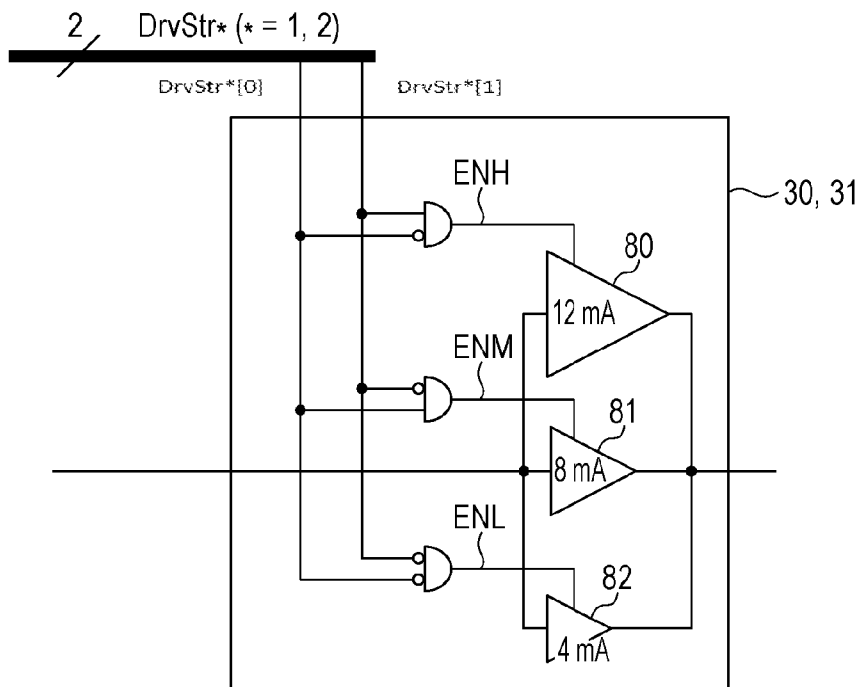 2 DrvStr* (* = 1, 2)
DrvStr*[0] DrvStr*[1]
ENH
30, 31
80
12 mA
ENM
81
8 mA
ENL
82
4 mA